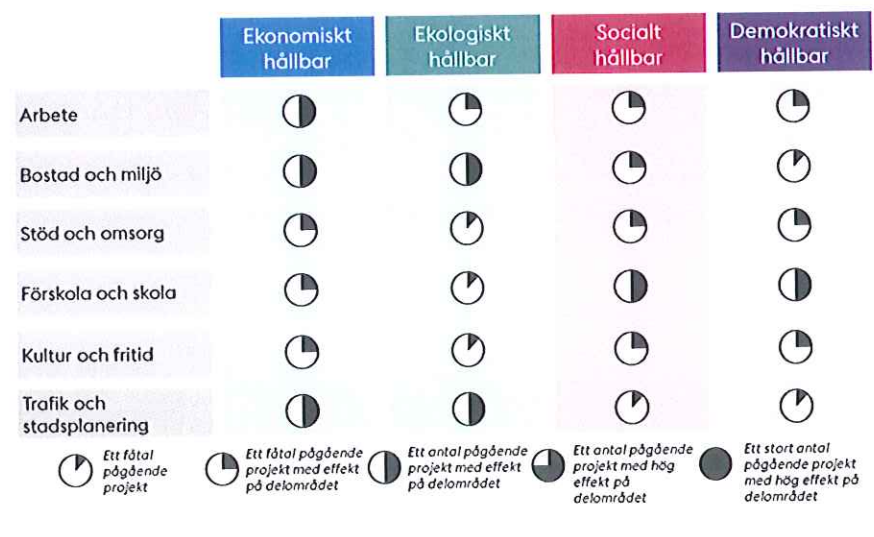 Ekonomiskt
hållbar
Ekologiskt
hållbar
Socialt
hållbar
Demokratiskt
hållbar
Arbete
Bostad och miljö
Stöd och omsorg
Förskola och skola
Kultur och fritid
Trafik och
stadsplanering
Ett fåtal
pågående
projekt
Ett fåtal pågående
projekt med effekt
på delområdet
Ett antal pågående
projekt med effekt
på delområdet
Ett antal pågående
projekt med hög
effekt på
delområdet
Ett stort antal
pågående projekt
med hög effekt på
delområdet